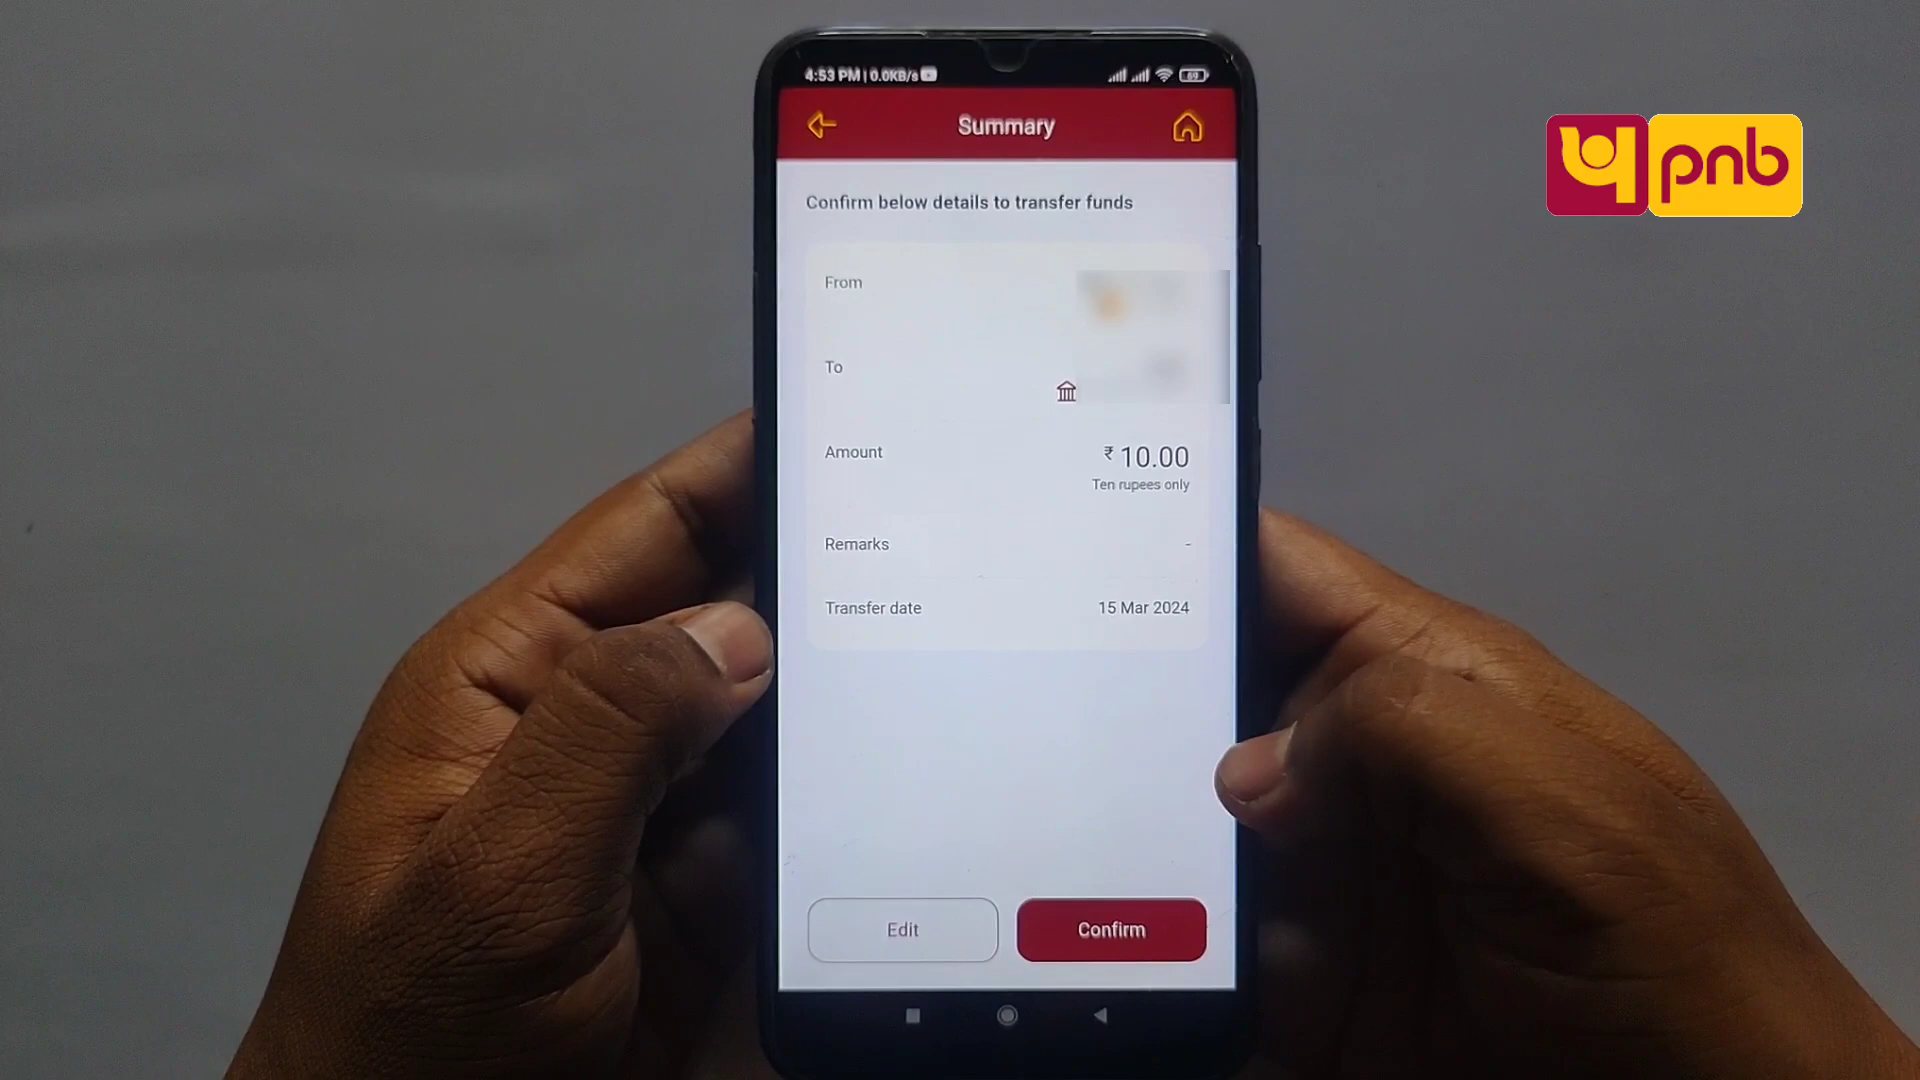 4:53 PM | 0.0KB/s
69
Summary
pnb
Confirm below details to transfer funds
From
To
Amount
₹ 10.00
Ten rupees only
Remarks
-
Transfer date
15 Mar 2024
Edit
Confirm